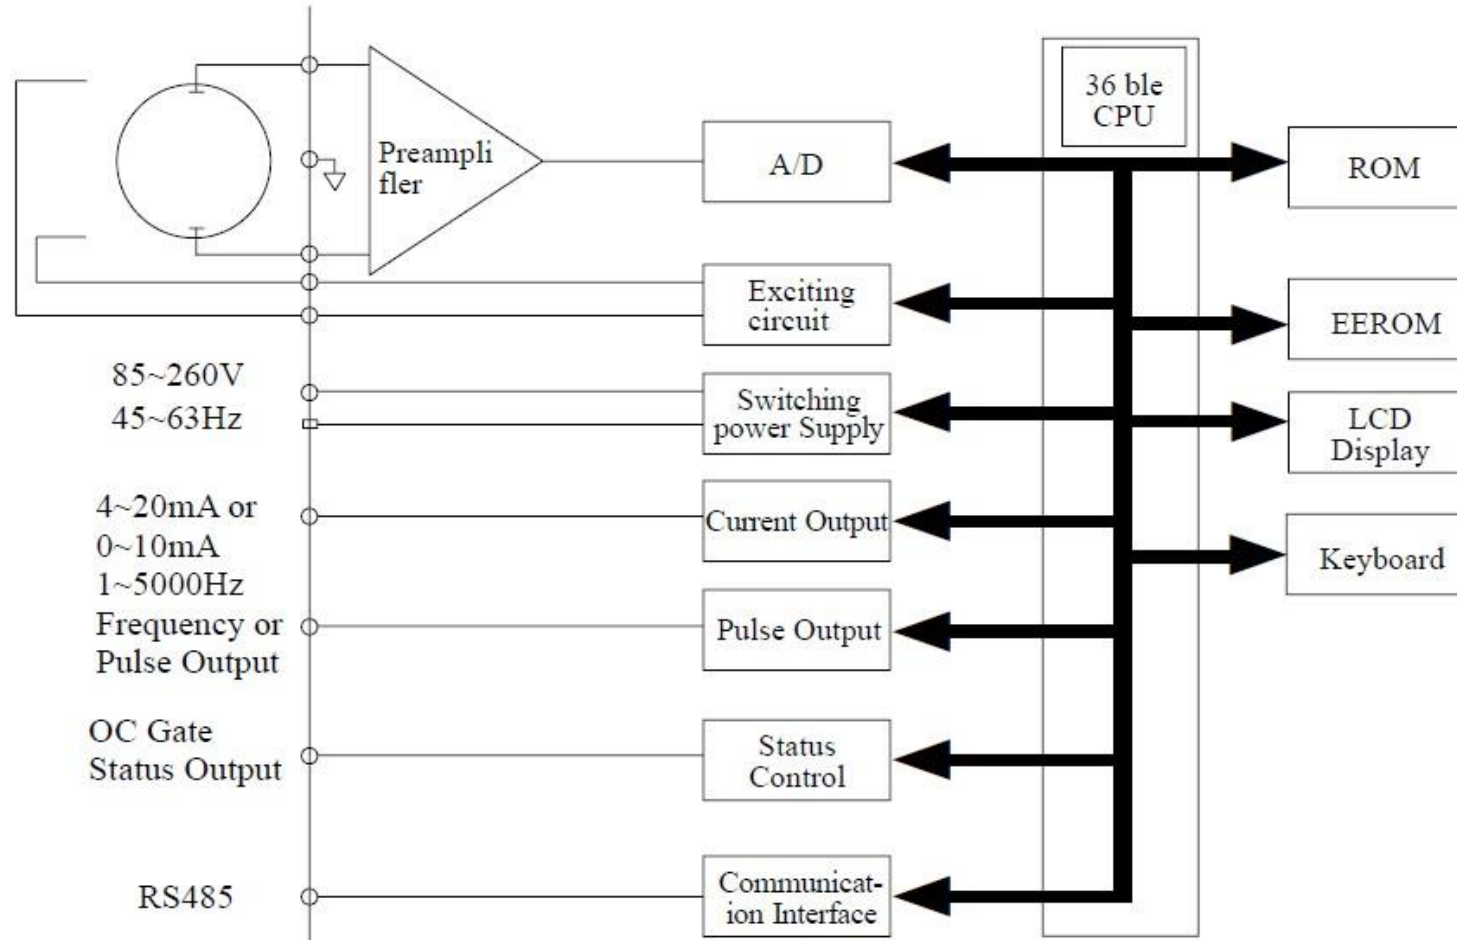 36 ble
CPU
Preampli
fler
A/D
ROM
Exciting
circuit
EEROM
85~260V
45~63Hz
Switching
power Supply
LCD
Display
4~20mA or
0~10mA
1~5000Hz
Current Output
Keyboard
Frequency or
Pulse Output
Pulse Output
OC Gate
Status Output
Status
Control
RS485
Communicat-
ion Interface